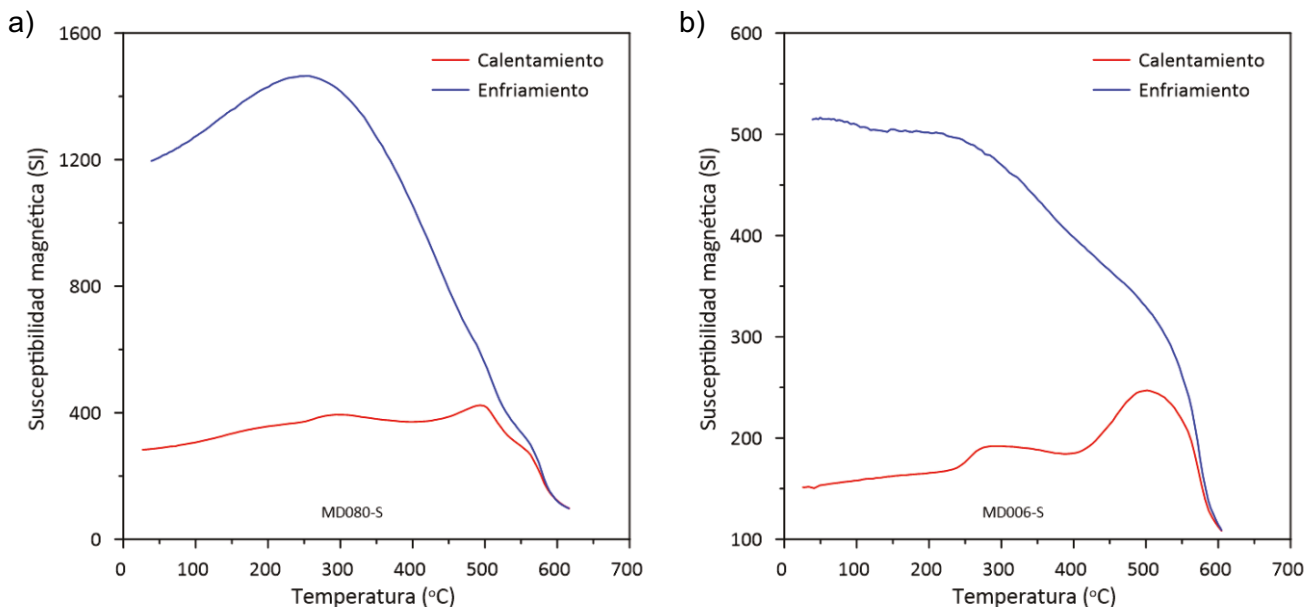 a)
1600
1200
800
400
0
Susceptibilidad magnética (SI)
Calentamiento
Enfriamiento
MD080-S
0 100 200 300 400 500 600 700
Temperatura (°C)
b)
600
500
400
300
200
100
Susceptibilidad magnética (SI)
Calentamiento
Enfriamiento
MD006-S
0 100 200 300 400 500 600 700
Temperatura (°C)